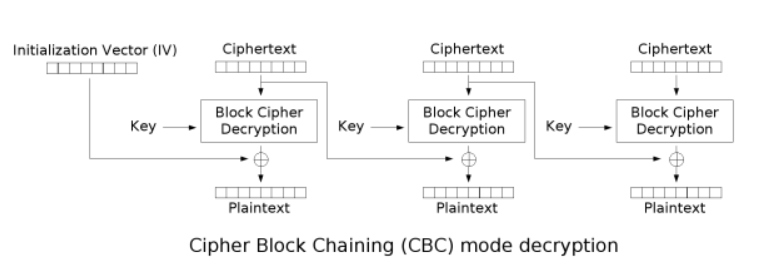 Initialization Vector (IV)
Ciphertext
Ciphertext
Ciphertext
Key
Block Cipher
Decryption
Key
Block Cipher
Decryption
Key
Block Cipher
Decryption
Plaintext
Plaintext
Plaintext
Cipher Block Chaining (CBC) mode decryption